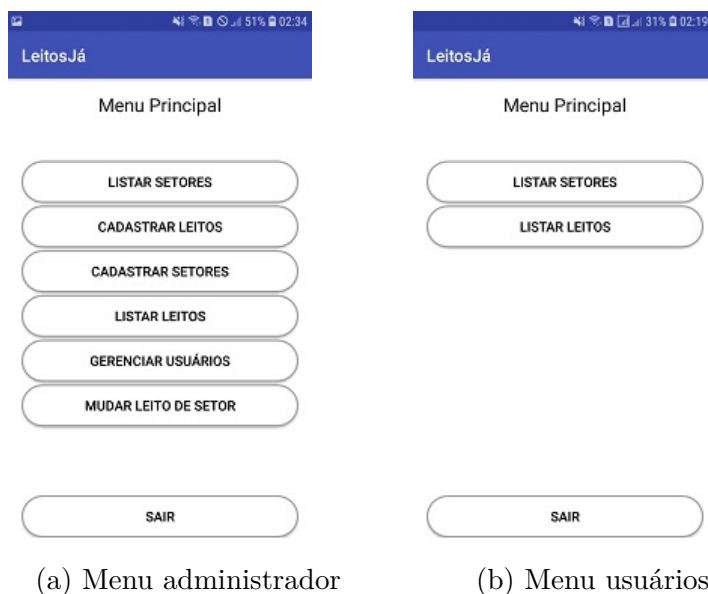 51% 02:34
LeitosJá
Menu Principal
LISTAR SETORES
CADASTRAR LEITOS
CADASTRAR SETORES
LISTAR LEITOS
GERENCIAR USUÁRIOS
MUDAR LEITO DE SETOR
SAIR
(a) Menu administrador
31% 02:19
LeitosJá
Menu Principal
LISTAR SETORES
LISTAR LEITOS
SAIR
(b) Menu usuários